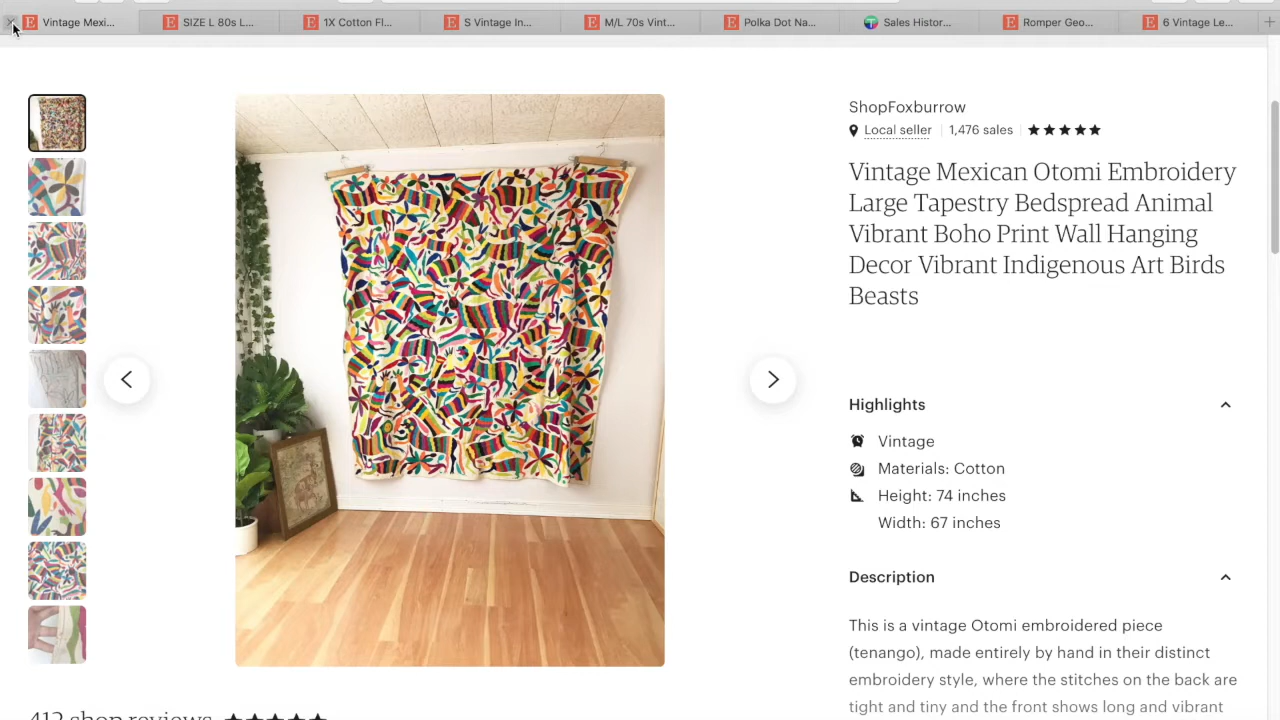 Vintage Mexi...
SIZE L 80s L...
1X Cotton Fl...
S Vintage In...
M/L 70s Vint...
Polka Dot Na...
Sales Histor...
Romper Geo...
6 Vintage Le...
ShopFoxburrow
Local seller | 1,476 sales
Vintage Mexican Otomi Embroidery
Large Tapestry Bedspread Animal
Vibrant Boho Print Wall Hanging
Decor Vibrant Indigenous Art Birds
Beasts
Highlights
Vintage
Materials: Cotton
Height: 74 inches
Width: 67 inches
Description
This is a vintage Otomi embroidered piece
(tenango), made entirely by hand in their distinct
embroidery style, where the stitches on the back are
tight and tiny and the front shows long and vibrant
412 shop reviews